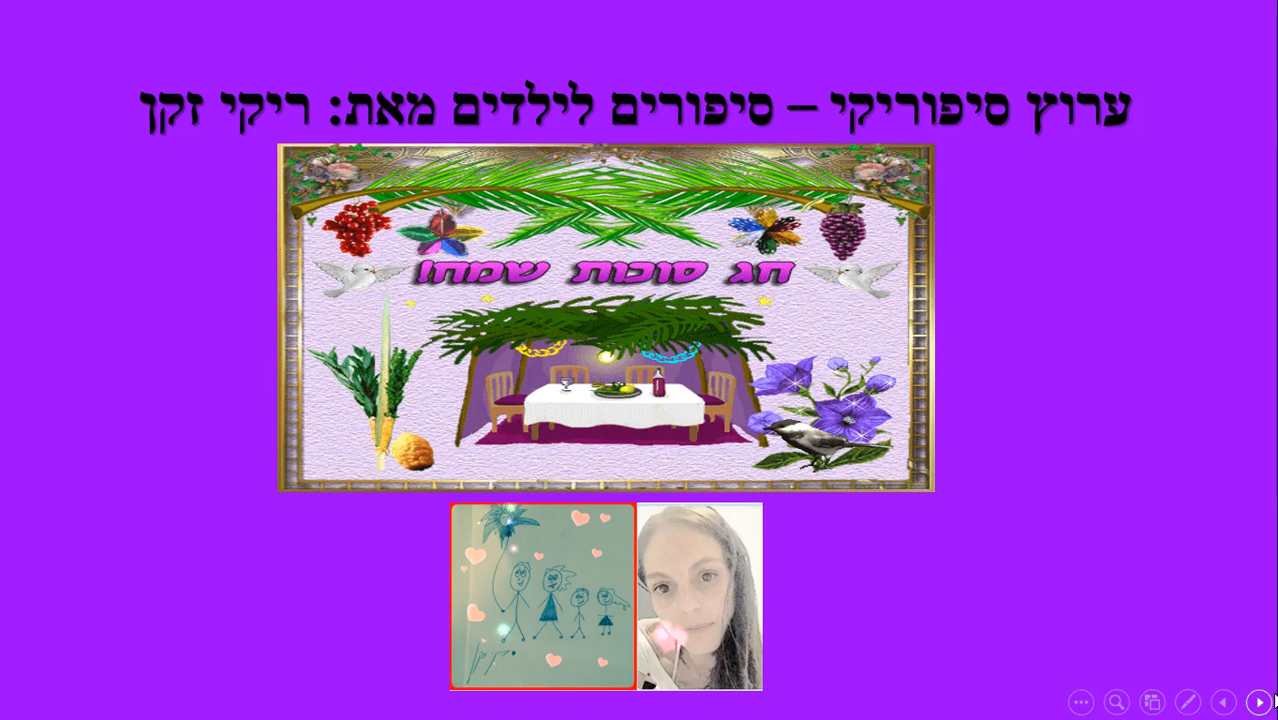 ערוץ סיפוריקי – סיפורים לילדים מאת: ריקי זקן
חג סוכות שמח!